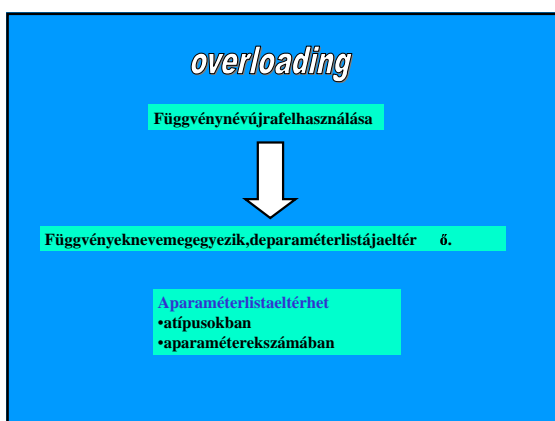 overloading
Függvénynévújrafelhasználása
Függvényeknevemegegyezik,deparaméterlistájaeltér ő.
Aparaméterlistaeltérhet
•atípusokban
•aparaméterekszámában